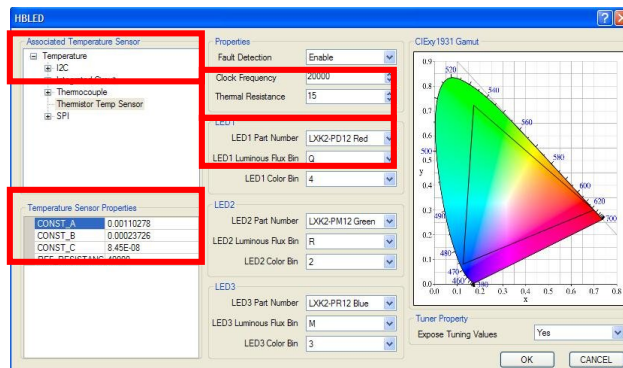 HBLED
Associated Temperature Sensor
Temperature
I2C
Thermocouple
Thermistor Temp Sensor
SPI
Temperature Sensor Properties
CONST_A 0.00110278
CONST_B 0.00023726
CONST_C 8.45E-08
Properties
Fault Detection Enable
Clock Frequency 20000
Thermal Resistance 15
LED1
LED1 Part Number LXK2-PD12 Red
LED1 Luminous Flux Bin Q
LED1 Color Bin 4
LED2
LED2 Part Number LXK2-PM12 Green
LED2 Luminous Flux Bin R
LED2 Color Bin 2
LED3
LED3 Part Number LXK2-PR12 Blue
LED3 Luminous Flux Bin M
LED3 Color Bin 3
CIExy1931 Gamut
0.9
520
540
0.8
0.7
560
0.6
500
0.5
580
y
0.4
600
0.3
620
700
490
0.2
480
0.1
470
460
380
0.0
0.0 0.1 0.2 0.3 0.4 0.5 0.6 0.7 0.8
x
Tuner Property
Expose Tuning Values Yes
OK CANCEL